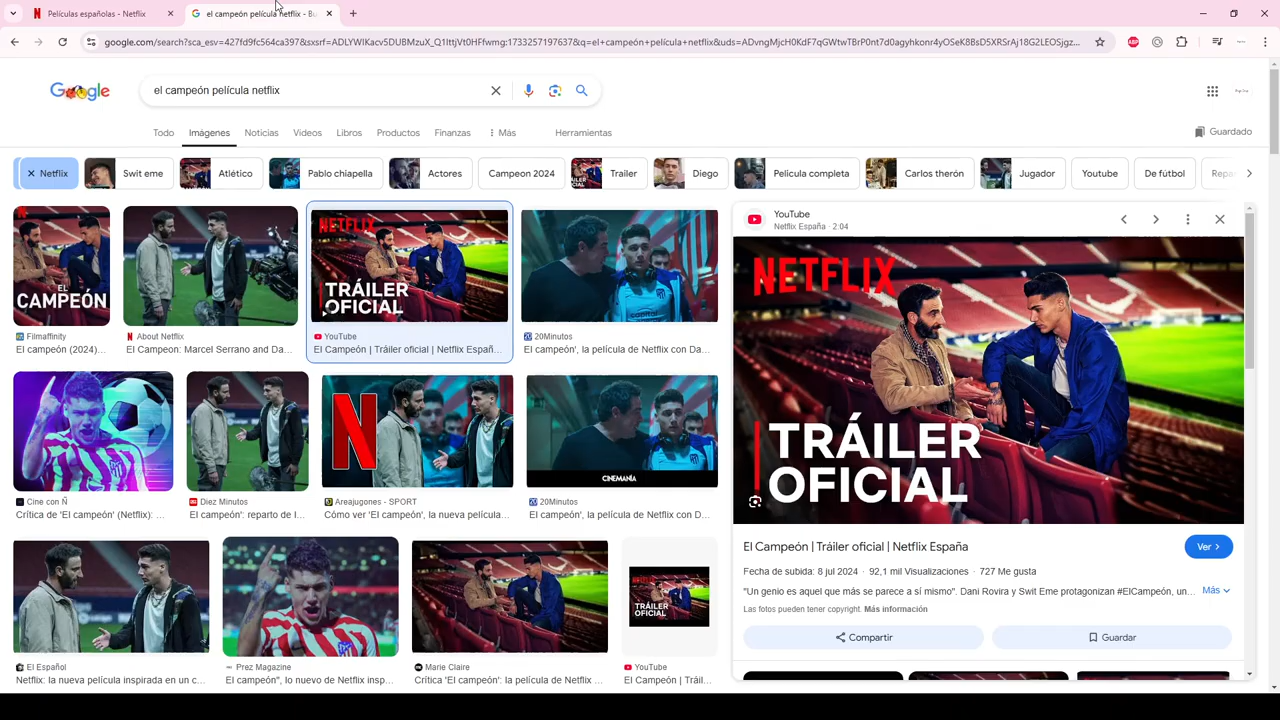 Películas españolas - Netflix
el campeón película netflix - Bu
google.com/search?sca_esv=427fd9fc564ca397&sxsrf=ADLYWIKacv5DUBMzuX_Q1IttjVt0HFfwmg:1733257197637&q=el+campeón+película+netflix&uds=ADvngMjcH0KdF7qGWtwTBrP0nt7d0agyhkonr4yOSeK8BsD5XRSrAj18G2LEOSjgz...
Google
el campeón película netflix
Todo
Imágenes
Noticias
Vídeos
Libros
Productos
Finanzas
Más
Herramientas
Guardado
Netflix
Swit eme
Atlético
Pablo chiapella
Actores
Campeon 2024
Trailer
Diego
Película completa
Carlos therón
Jugador
Youtube
De fútbol
Repa
EL
CAMPEÓN
Filmaffinity
El campeón (2024)...
About Netflix
El Campeon: Marcel Serrano and Da...
NETFLIX
TRÁILER
OFICIAL
YouTube
El Campeón | Tráiler oficial | Netflix Españ...
20Minutos
El campeón', la película de Netflix con Da...
Cine con Ñ
Crítica de 'El campeón' (Netflix): ...
Diez Minutos
El campeón': reparto de l...
N
Areajugones - SPORT
Cómo ver 'El campeón', la nueva película...
CINEMANÍA
20Minutos
El campeón', la película de Netflix con D...
El Español
Netflix: la nueva película inspirada en un c...
Prez Magazine
El campeón", lo nuevo de Netflix insp...
Marie Claire
Crítica 'El campeón': la película de Netflix ...
NETFLIX
TRÁILER
OFICIAL
YouTube
El Campeón | Tráil...
YouTube
Netflix España · 2:04
NETFLIX
TRÁILER
OFICIAL
El Campeón | Tráiler oficial | Netflix España
Ver
Fecha de subida: 8 jul 2024 · 92,1 mil Visualizaciones · 727 Me gusta
"Un genio es aquel que más se parece a sí mismo". Dani Rovira y Swit Eme protagonizan #ElCampeón, un...
Más
Las fotos pueden tener copyright. Más información
Compartir
Guardar